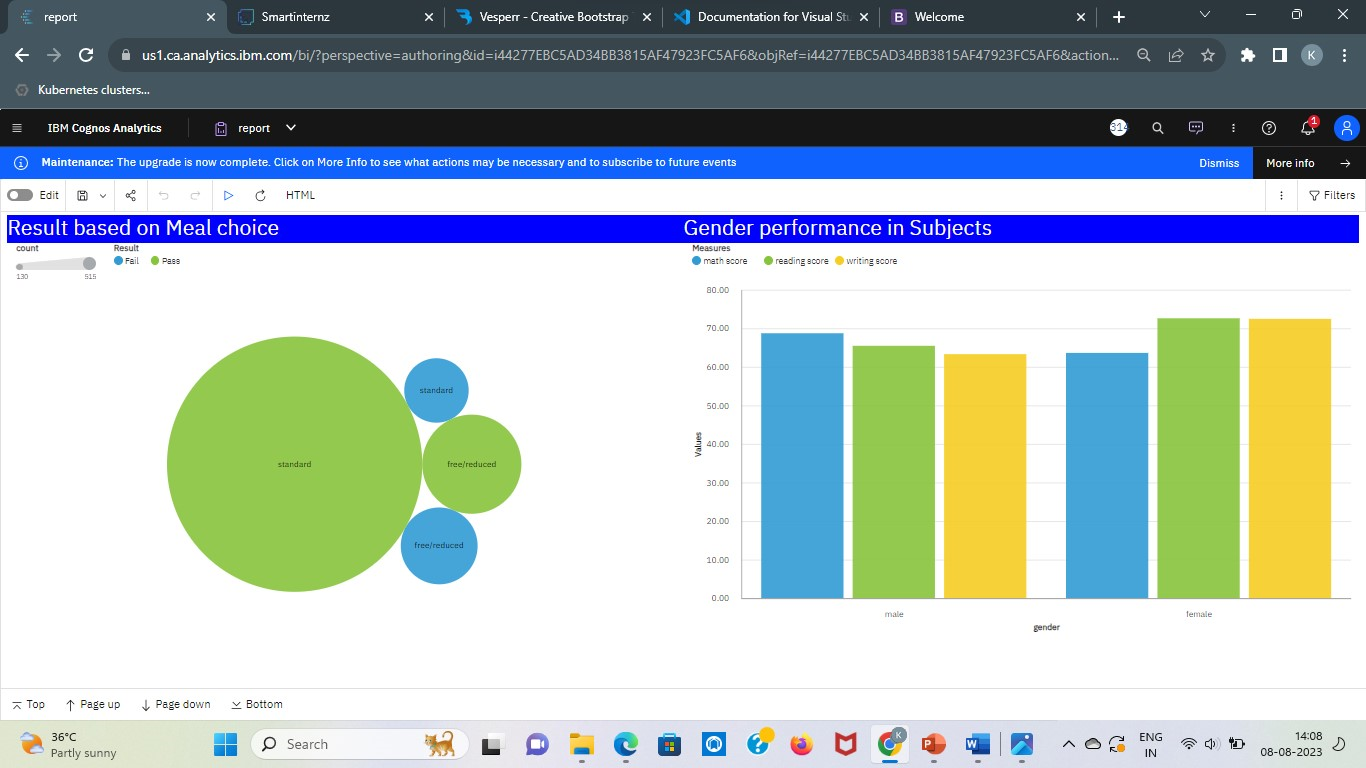 report
Smartinternz
Vesperr - Creative Bootstrap
Documentation for Visual Stu
Welcome
us1.ca.analytics.ibm.com/bi/?perspective=authoring&id=i44277EBC5AD34BB3815AF47923FC5AF6&objRef=i44277EBC5AD34BB3815AF47923FC5AF6&action...
K
Kubernetes clusters...
IBM Cognos Analytics
report
314
1
Maintenance: The upgrade is now complete. Click on More Info to see what actions may be necessary and to subscribe to future events
Dismiss
More info
Edit
HTML
Filters
Result based on Meal choice
count
130
515
Result
Fail
Pass
standard
standard
free/reduced
free/reduced
Gender performance in Subjects
Measures
math score
reading score
writing score
80.00
70.00
60.00
50.00
40.00
30.00
20.00
10.00
0.00
Values
male
female
gender
Top
Page up
Page down
Bottom
36°C
Partly sunny
Search
K
ENG
IN
14:08
08-08-2023